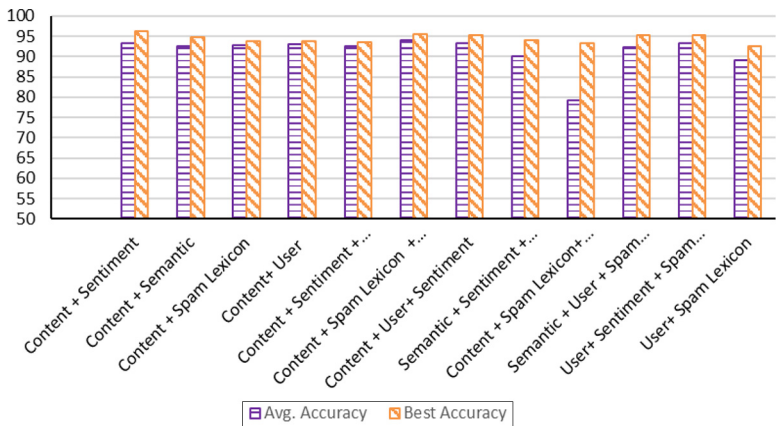 100
95
90
85
80
75
70
65
60
55
50
Content + Sentiment
Content + Semantic
Content + Spam Lexicon
Content+ User
Content + Sentiment +...
Content + Spam Lexicon +...
Content + User+ Sentiment
Semantic + Sentiment +...
Content + Spam Lexicon+...
Semantic + User + Spam...
User+ Sentiment + Spam...
User+ Spam Lexicon
Avg. Accuracy Best Accuracy